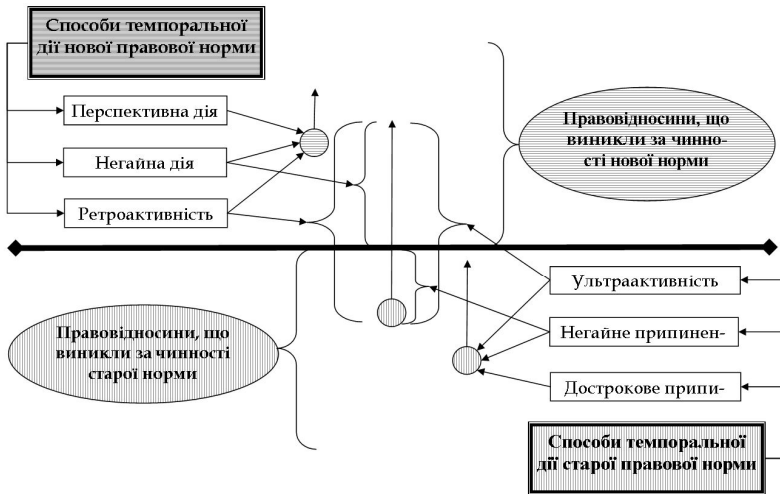 Способи темпоральної
дії нової правової норми
Перспективна дія
Негайна дія
Ретроактивність
Правовідносини, що
виникли за чинно-
сті нової норми
Правовідносини, що
виникли за чинності
старої норми
Ультраактивність
Негайне припинен-
Дострокове припи-
Способи темпоральної
дії старої правової норми